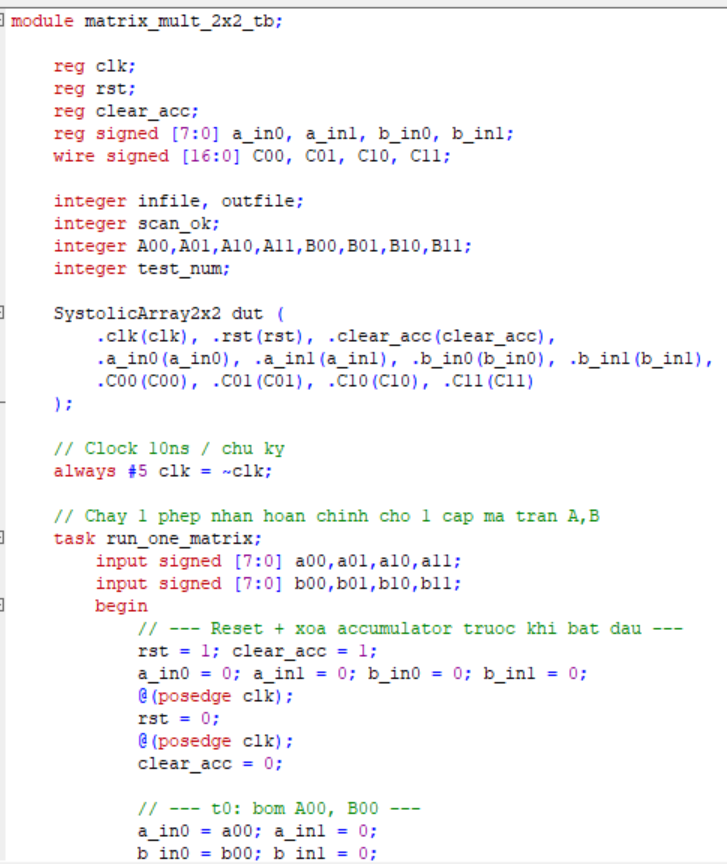 module matrix_mult_2x2_tb;
reg clk;
reg rst;
reg clear_acc;
reg signed [7:0] a_in0, a_in1, b_in0, b_in1;
wire signed [16:0] C00, C01, C10, C11;
integer infile, outfile;
integer scan_ok;
integer A00,A01,A10,A11,B00,B01,B10,B11;
integer test_num;
SystolicArray2x2 dut (
.clk(clk), .rst(rst), .clear_acc(clear_acc),
.a_in0(a_in0), .a_in1(a_in1), .b_in0(b_in0), .b_in1(b_in1),
.C00(C00), .C01(C01), .C10(C10), .C11(C11)
);
// Clock 10ns / chu ky
always #5 clk = ~clk;
// Chay 1 phep nhan hoan chinh cho 1 cap ma tran A,B
task run_one_matrix;
input signed [7:0] a00,a01,a10,a11;
input signed [7:0] b00,b01,b10,b11;
begin
// --- Reset + xoa accumulator truoc khi bat dau ---
rst = 1; clear_acc = 1;
a_in0 = 0; a_in1 = 0; b_in0 = 0; b_in1 = 0;
@(posedge clk);
rst = 0;
@(posedge clk);
clear_acc = 0;
// --- t0: bom A00, B00 ---
a_in0 = a00; a_in1 = 0;
b_in0 = b00; b_in1 = 0;